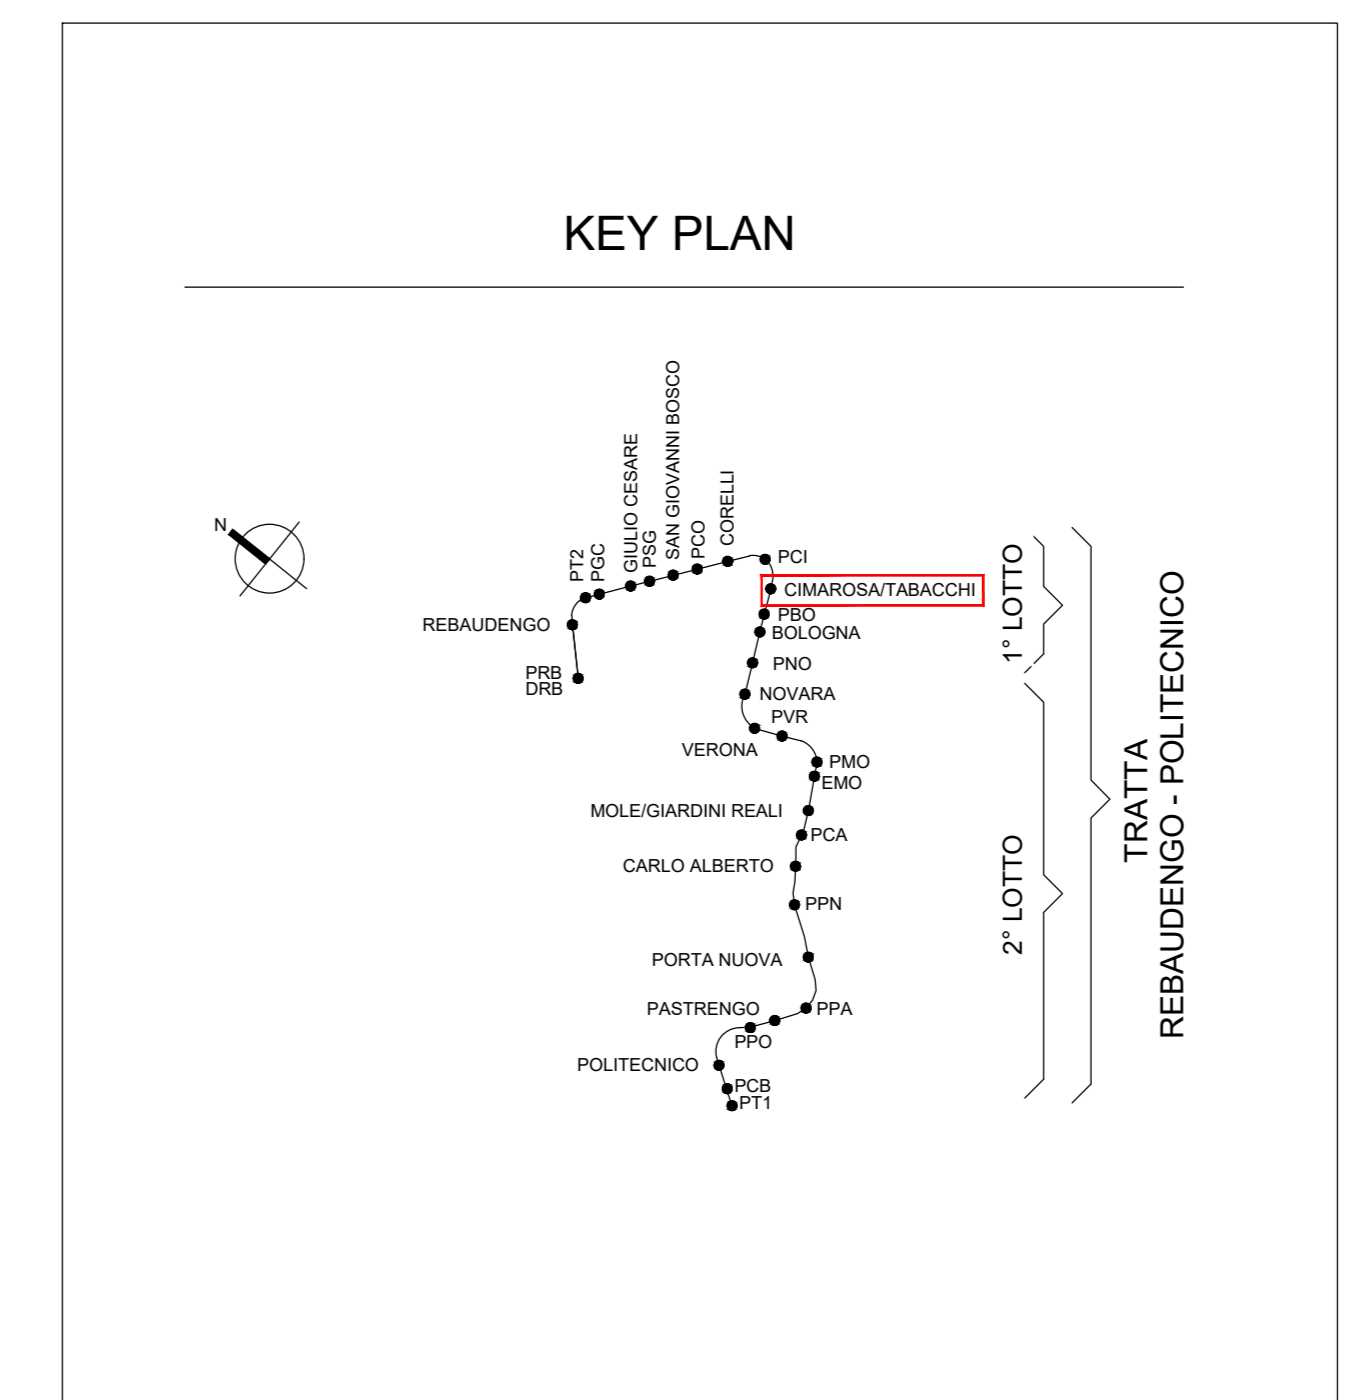 KEY PLAN
N
PT2
PGC
GIULIO CESARE
PSG
SAN GIOVANNI BOSCO
PCO
CORELLI
PCI
CIMAROSA/TABACCHI
REBAUDENGO
PBO
BOLOGNA
PRB
DRB
PNO
NOVARA
PVR
VERONA
PMO
EMO
MOLE/GIARDINI REALI
PCA
CARLO ALBERTO
PPN
PORTA NUOVA
PASTRENGO
PPA
PPO
POLITECNICO
PCB
PT1
1° LOTTO
2° LOTTO
TRATTA
REBAUDENGO - POLITECNICO